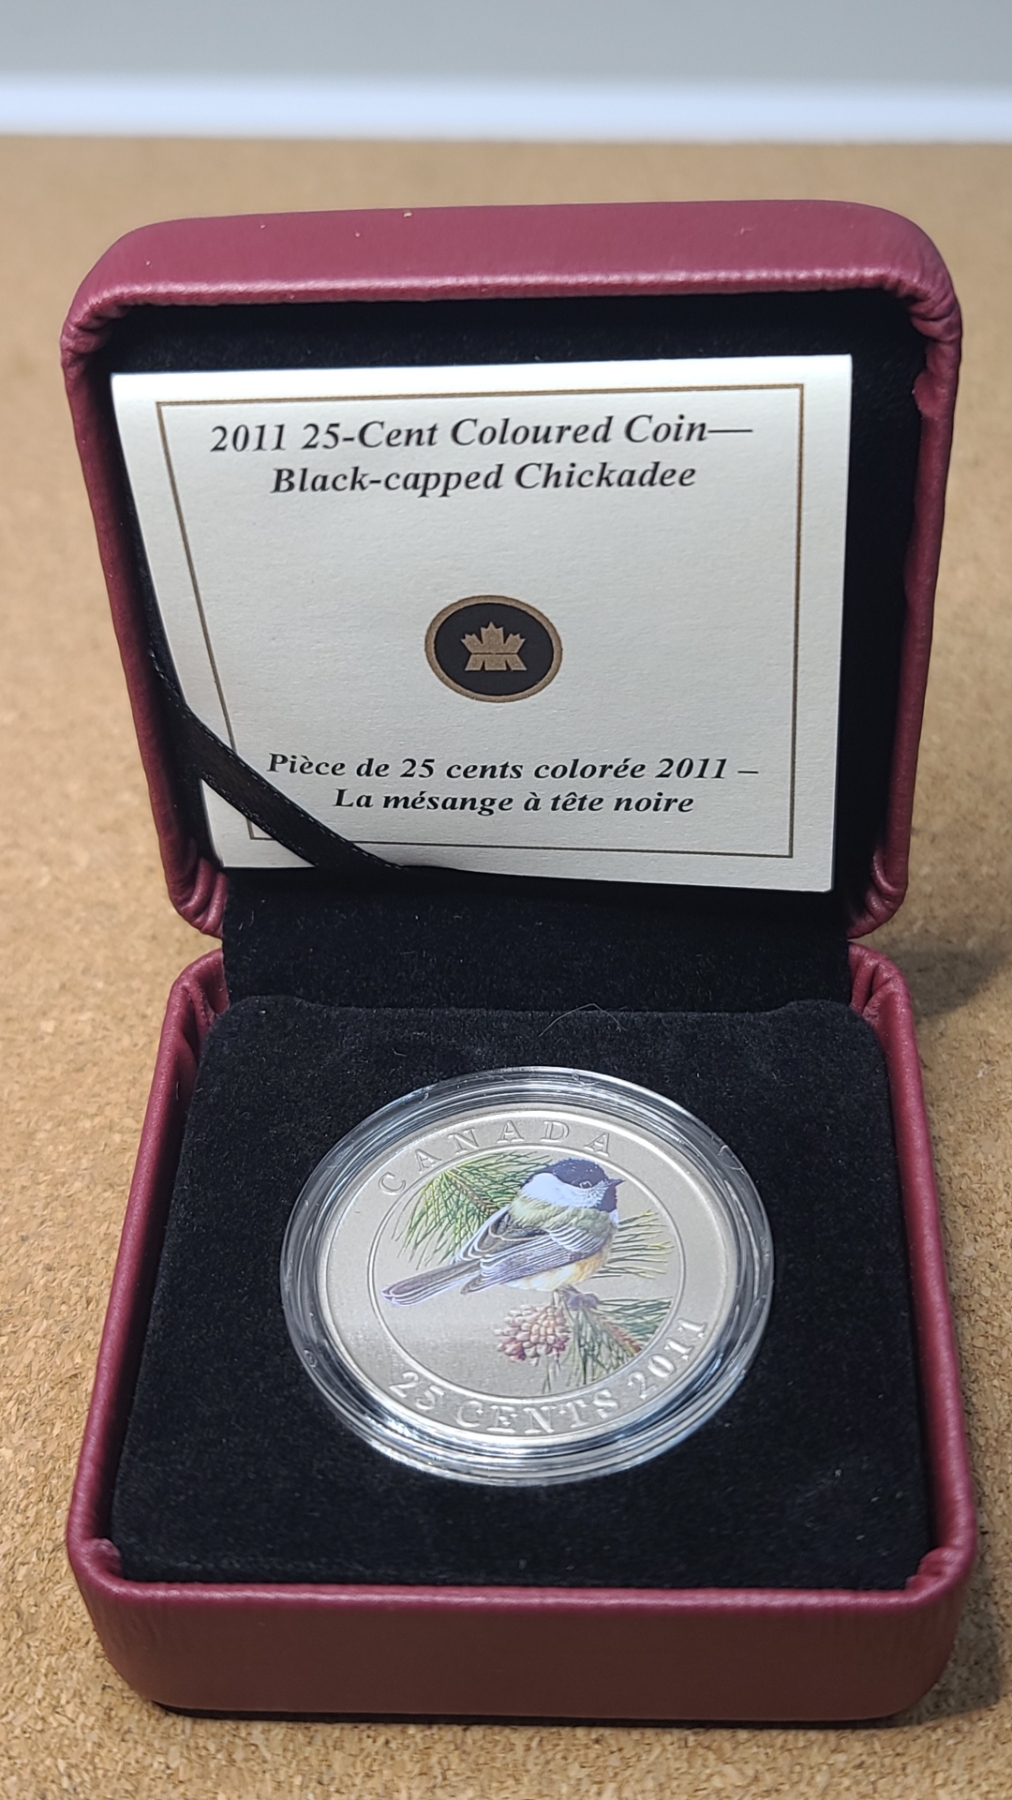 2011 25-Cent Coloured Coin—
Black-capped Chickadee
Pièce de 25 cents colorée 2011 –
La mésange à tête noire
CANADA
25 CENTS 2011